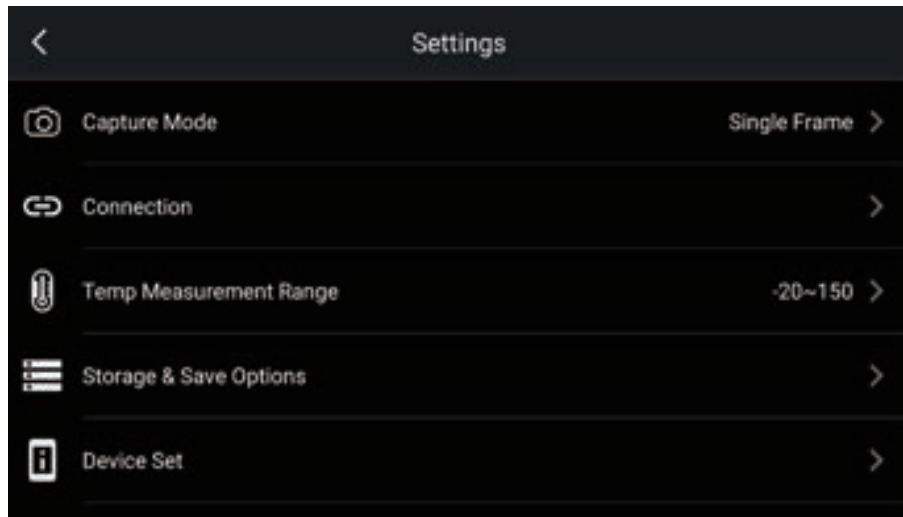 Settings
Capture Mode Single Frame
Connection
Temp Measurement Range -20~150
Storage & Save Options
Device Set